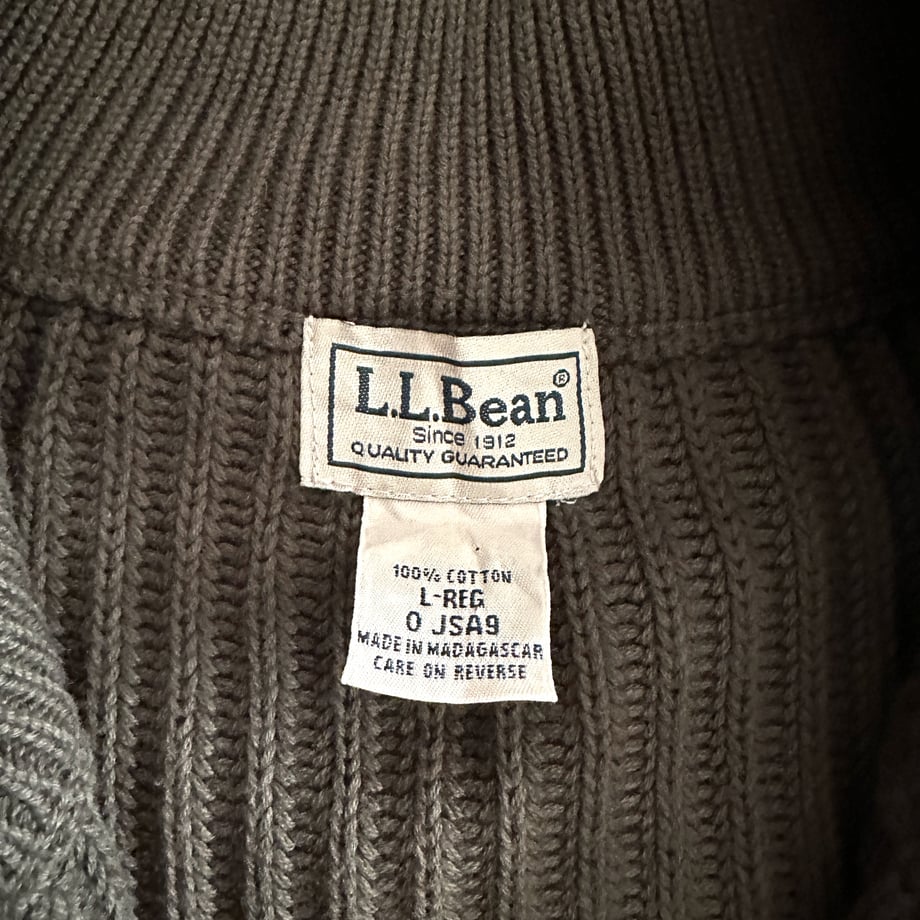 L.L.Bean®
Since 1912
QUALITY GUARANTEED
100% COTTON
L-REG
0 JSA9
MADE IN MADAGASCAR
CARE ON REVERSE